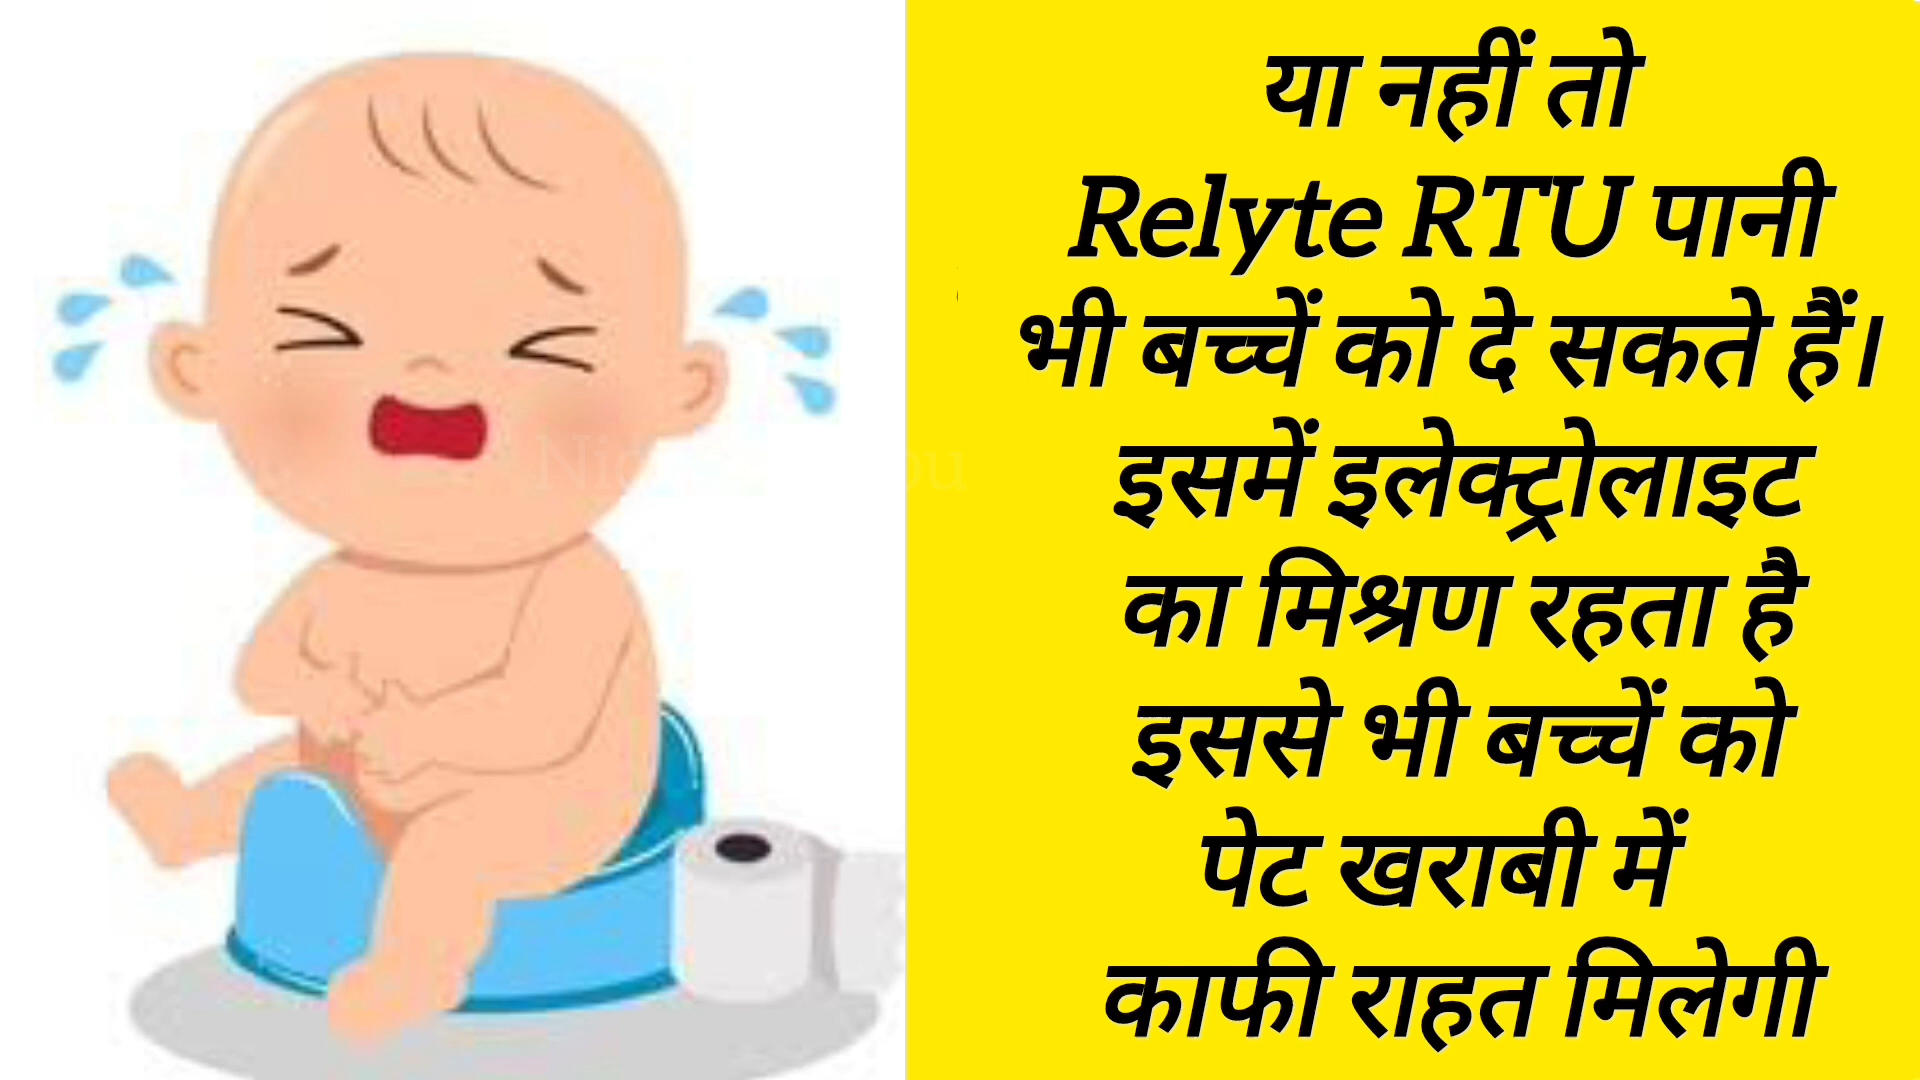 या नहीं तो
Relyte RTU पानी
भी बच्चें को दे सकते हैं।
इसमें इलेक्ट्रोलाइट
का मिश्रण रहता है
इससे भी बच्चें को
पेट खराबी में
काफी राहत मिलेगी